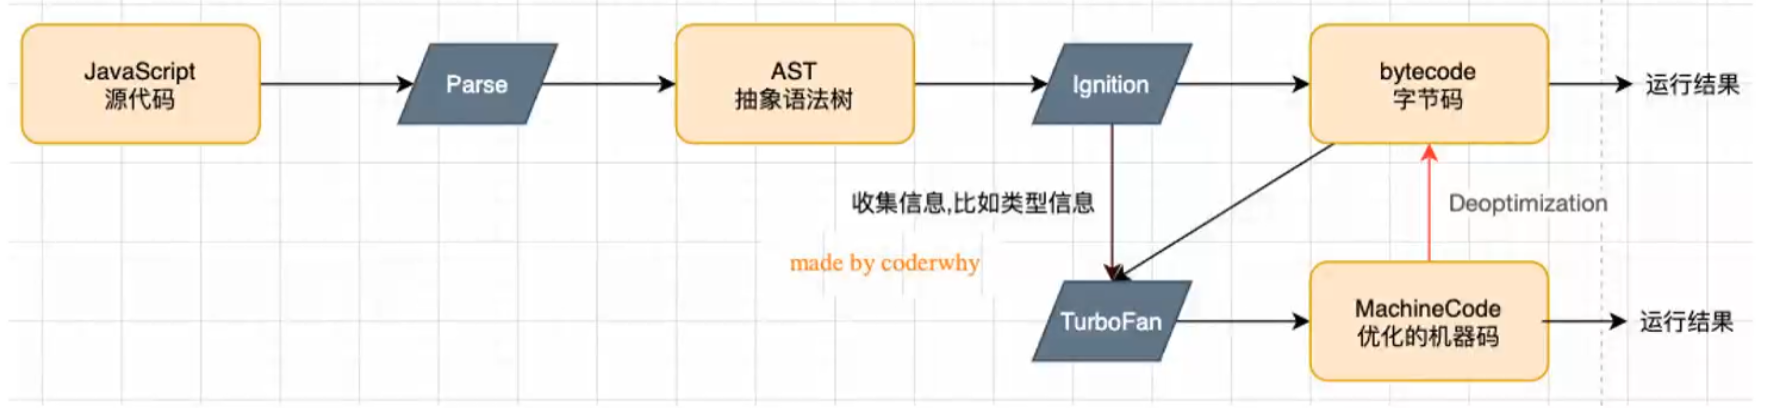 JavaScript
源代码
Parse
AST
抽象语法树
Ignition
bytecode
字节码
运行结果
收集信息,比如类型信息
Deoptimization
made by coderwhy
TurboFan
MachineCode
优化的机器码
运行结果